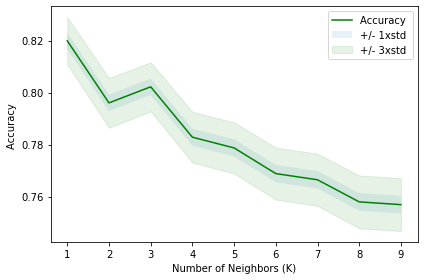 Accuracy
+/- 1xstd
+/- 3xstd
0.82
0.80
0.78
0.76
Accuracy
1 2 3 4 5 6 7 8 9
Number of Neighbors (K)